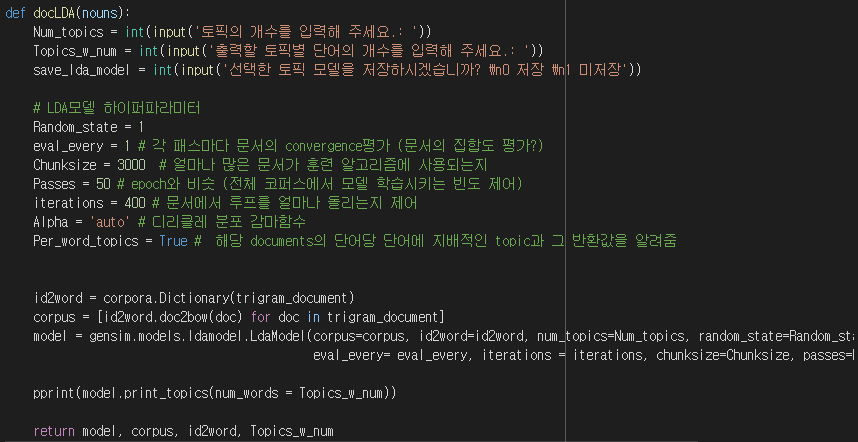 def docLDA(nouns):
    Num_topics = int(input('토픽의 개수를 입력해 주세요.: '))
    Topics_w_num = int(input('출력할 토픽별 단어의 개수를 입력해 주세요.: '))
    save_lda_model = int(input('선택한 토픽 모델을 저장하시겠습니까? ₩n0 저장 ₩n1 미저장'))
    # LDA모델 하이퍼파라미터
    Random_state = 1
    eval_every = 1 # 각 패스마다 문서의 convergence평가 (문서의 집합도 평가?)
    Chunksize = 3000  # 얼마나 많은 문서가 훈련 알고리즘에 사용되는지
    Passes = 50 # epoch와 비슷 (전체 코퍼스에서 모델 학습시키는 빈도 제어)
    iterations = 400 # 문서에서 루프를 얼마나 돌리는지 제어
    Alpha = 'auto' # 디리클레 분포 감마함수
    Per_word_topics = True #  해당 documents의 단어당 단어에 지배적인 topic과 그 반환값을 알려줌
    id2word = corpora.Dictionary(trigram_document)
    corpus = [id2word.doc2bow(doc) for doc in trigram_document]
    model = gensim.models.ldamodel.LdaModel(corpus=corpus, id2word=id2word, num_topics=Num_topics, random_state=Random_sta
                                            eval_every= eval_every, iterations = iterations, chunksize=Chunksize, passes=
    pprint(model.print_topics(num_words = Topics_w_num))
    return model, corpus, id2word, Topics_w_num